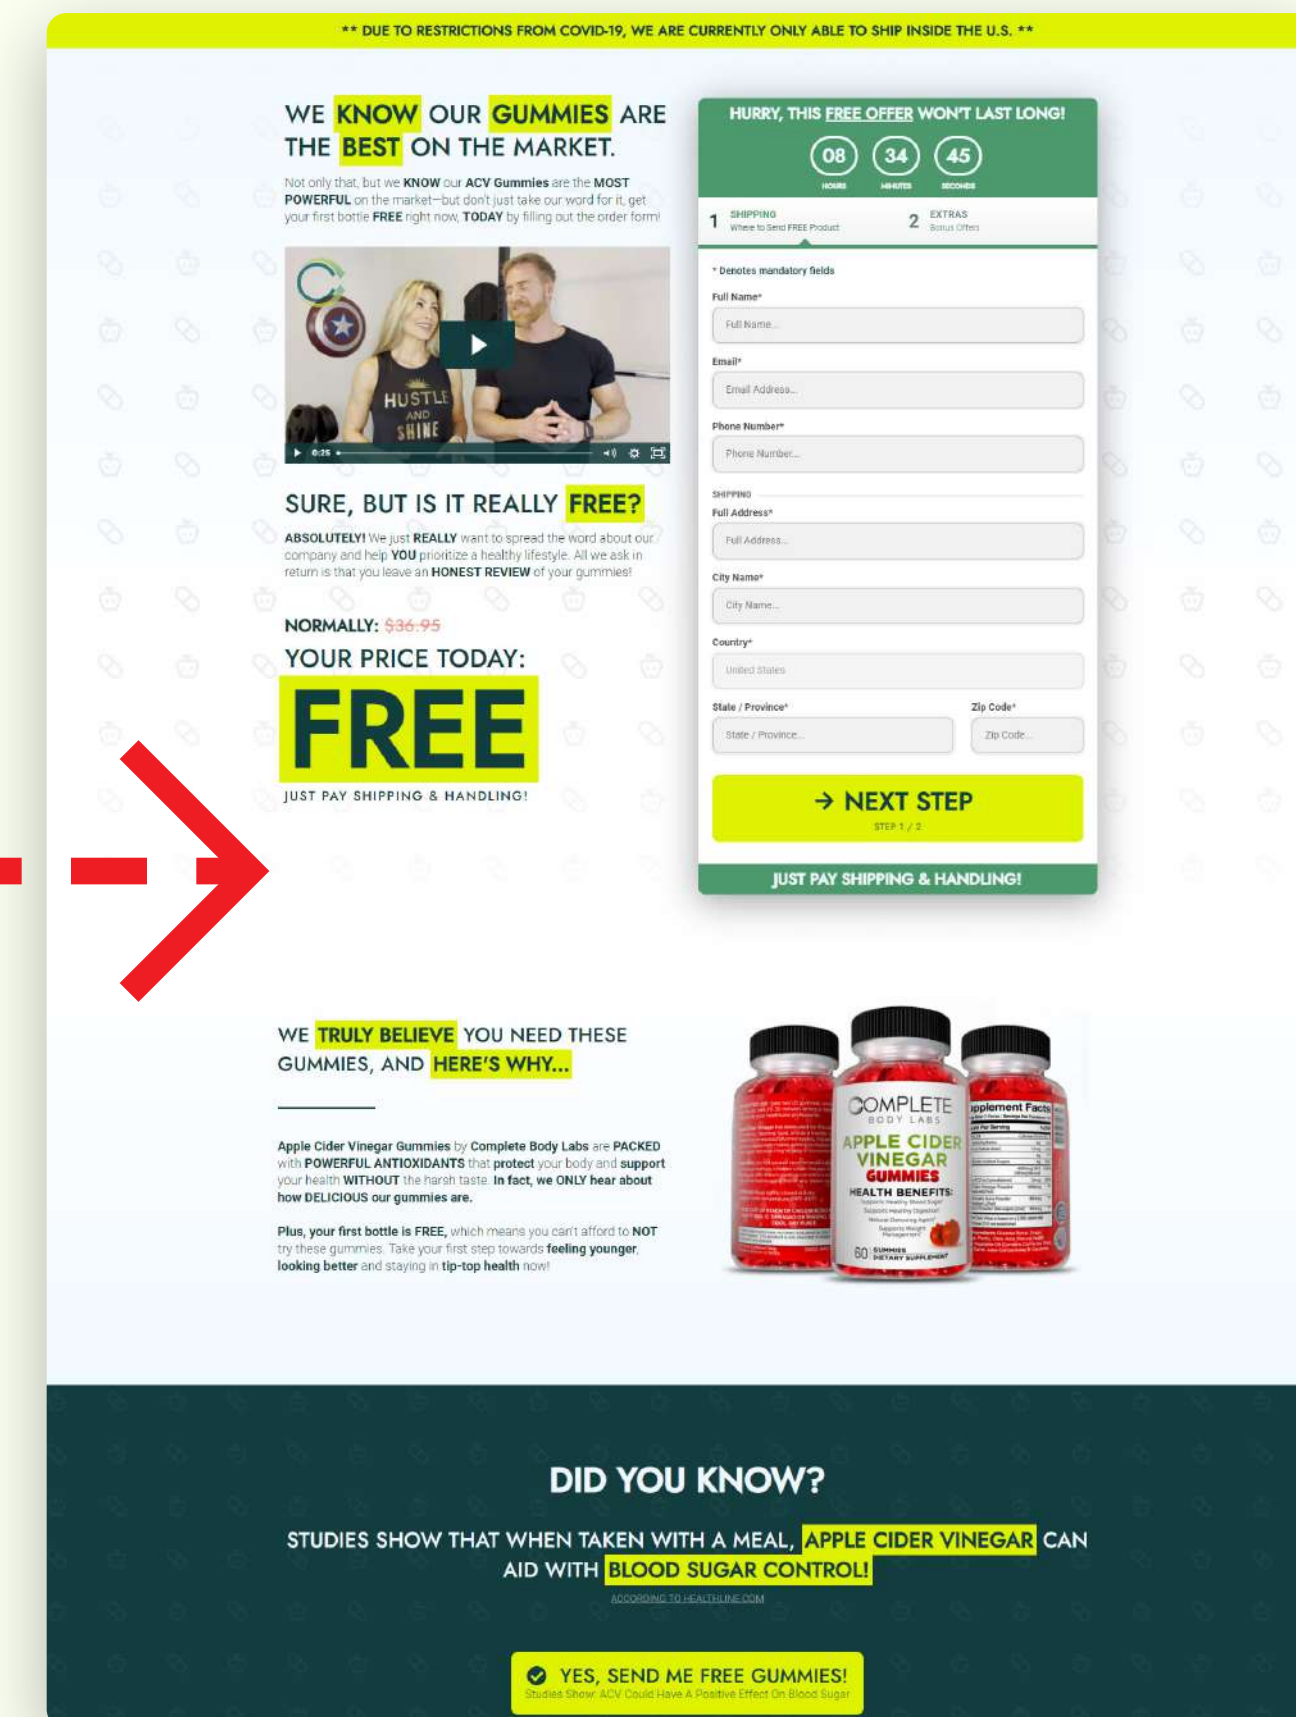 ** DUE TO RESTRICTIONS FROM COVID-19, WE ARE CURRENTLY ONLY ABLE TO SHIP INSIDE THE U.S. **
WE KNOW OUR GUMMIES ARE
THE BEST ON THE MARKET.
Not only that, but we KNOW our ACV Gummies are the MOST
POWERFUL on the market—but don't just take our word for it, get
your first bottle FREE right now, TODAY by filling out the order form!
HUSTLE
AND
SHINE
0:25
SURE, BUT IS IT REALLY FREE?
ABSOLUTELY! We just REALLY want to spread the word about our
company and help YOU prioritize a healthy lifestyle. All we ask in
return is that you leave an HONEST REVIEW of your gummies!
NORMALLY: $36.95
YOUR PRICE TODAY:
FREE
JUST PAY SHIPPING & HANDLING!
HURRY, THIS FREE OFFER WON'T LAST LONG!
08 34 45
HOURS MINUTES SECONDS
1 SHIPPING
Where to Send FREE Product
2 EXTRAS
Bonus Offers
* Denotes mandatory fields
Full Name*
Full Name...
Email*
Email Address...
Phone Number*
Phone Number...
SHIPPING
Full Address*
Full Address...
City Name*
City Name...
Country*
United States
State / Province* Zip Code*
State / Province... Zip Code...
→ NEXT STEP
STEP 1 / 2
JUST PAY SHIPPING & HANDLING!
WE TRULY BELIEVE YOU NEED THESE
GUMMIES, AND HERE'S WHY...
Apple Cider Vinegar Gummies by Complete Body Labs are PACKED
with POWERFUL ANTIOXIDANTS that protect your body and support
your health WITHOUT the harsh taste. In fact, we ONLY hear about
how DELICIOUS our gummies are.
Plus, your first bottle is FREE, which means you can't afford to NOT
try these gummies. Take your first step towards feeling younger,
looking better and staying in tip-top health now!
COMPLETE
BODY LABS
APPLE CIDER
VINEGAR
GUMMIES
HEALTH BENEFITS:
Supports Healthy Blood Sugar
Supports Healthy Digestion
Natural Detoxing Agent
Supports Weight
Management
60 GUMMIES
DIETARY SUPPLEMENT
Supplement Facts
DID YOU KNOW?
STUDIES SHOW THAT WHEN TAKEN WITH A MEAL, APPLE CIDER VINEGAR CAN
AID WITH BLOOD SUGAR CONTROL!
ACCORDING TO HEALTHLINE.COM
YES, SEND ME FREE GUMMIES!
Studies Show: ACV Could Have A Positive Effect On Blood Sugar